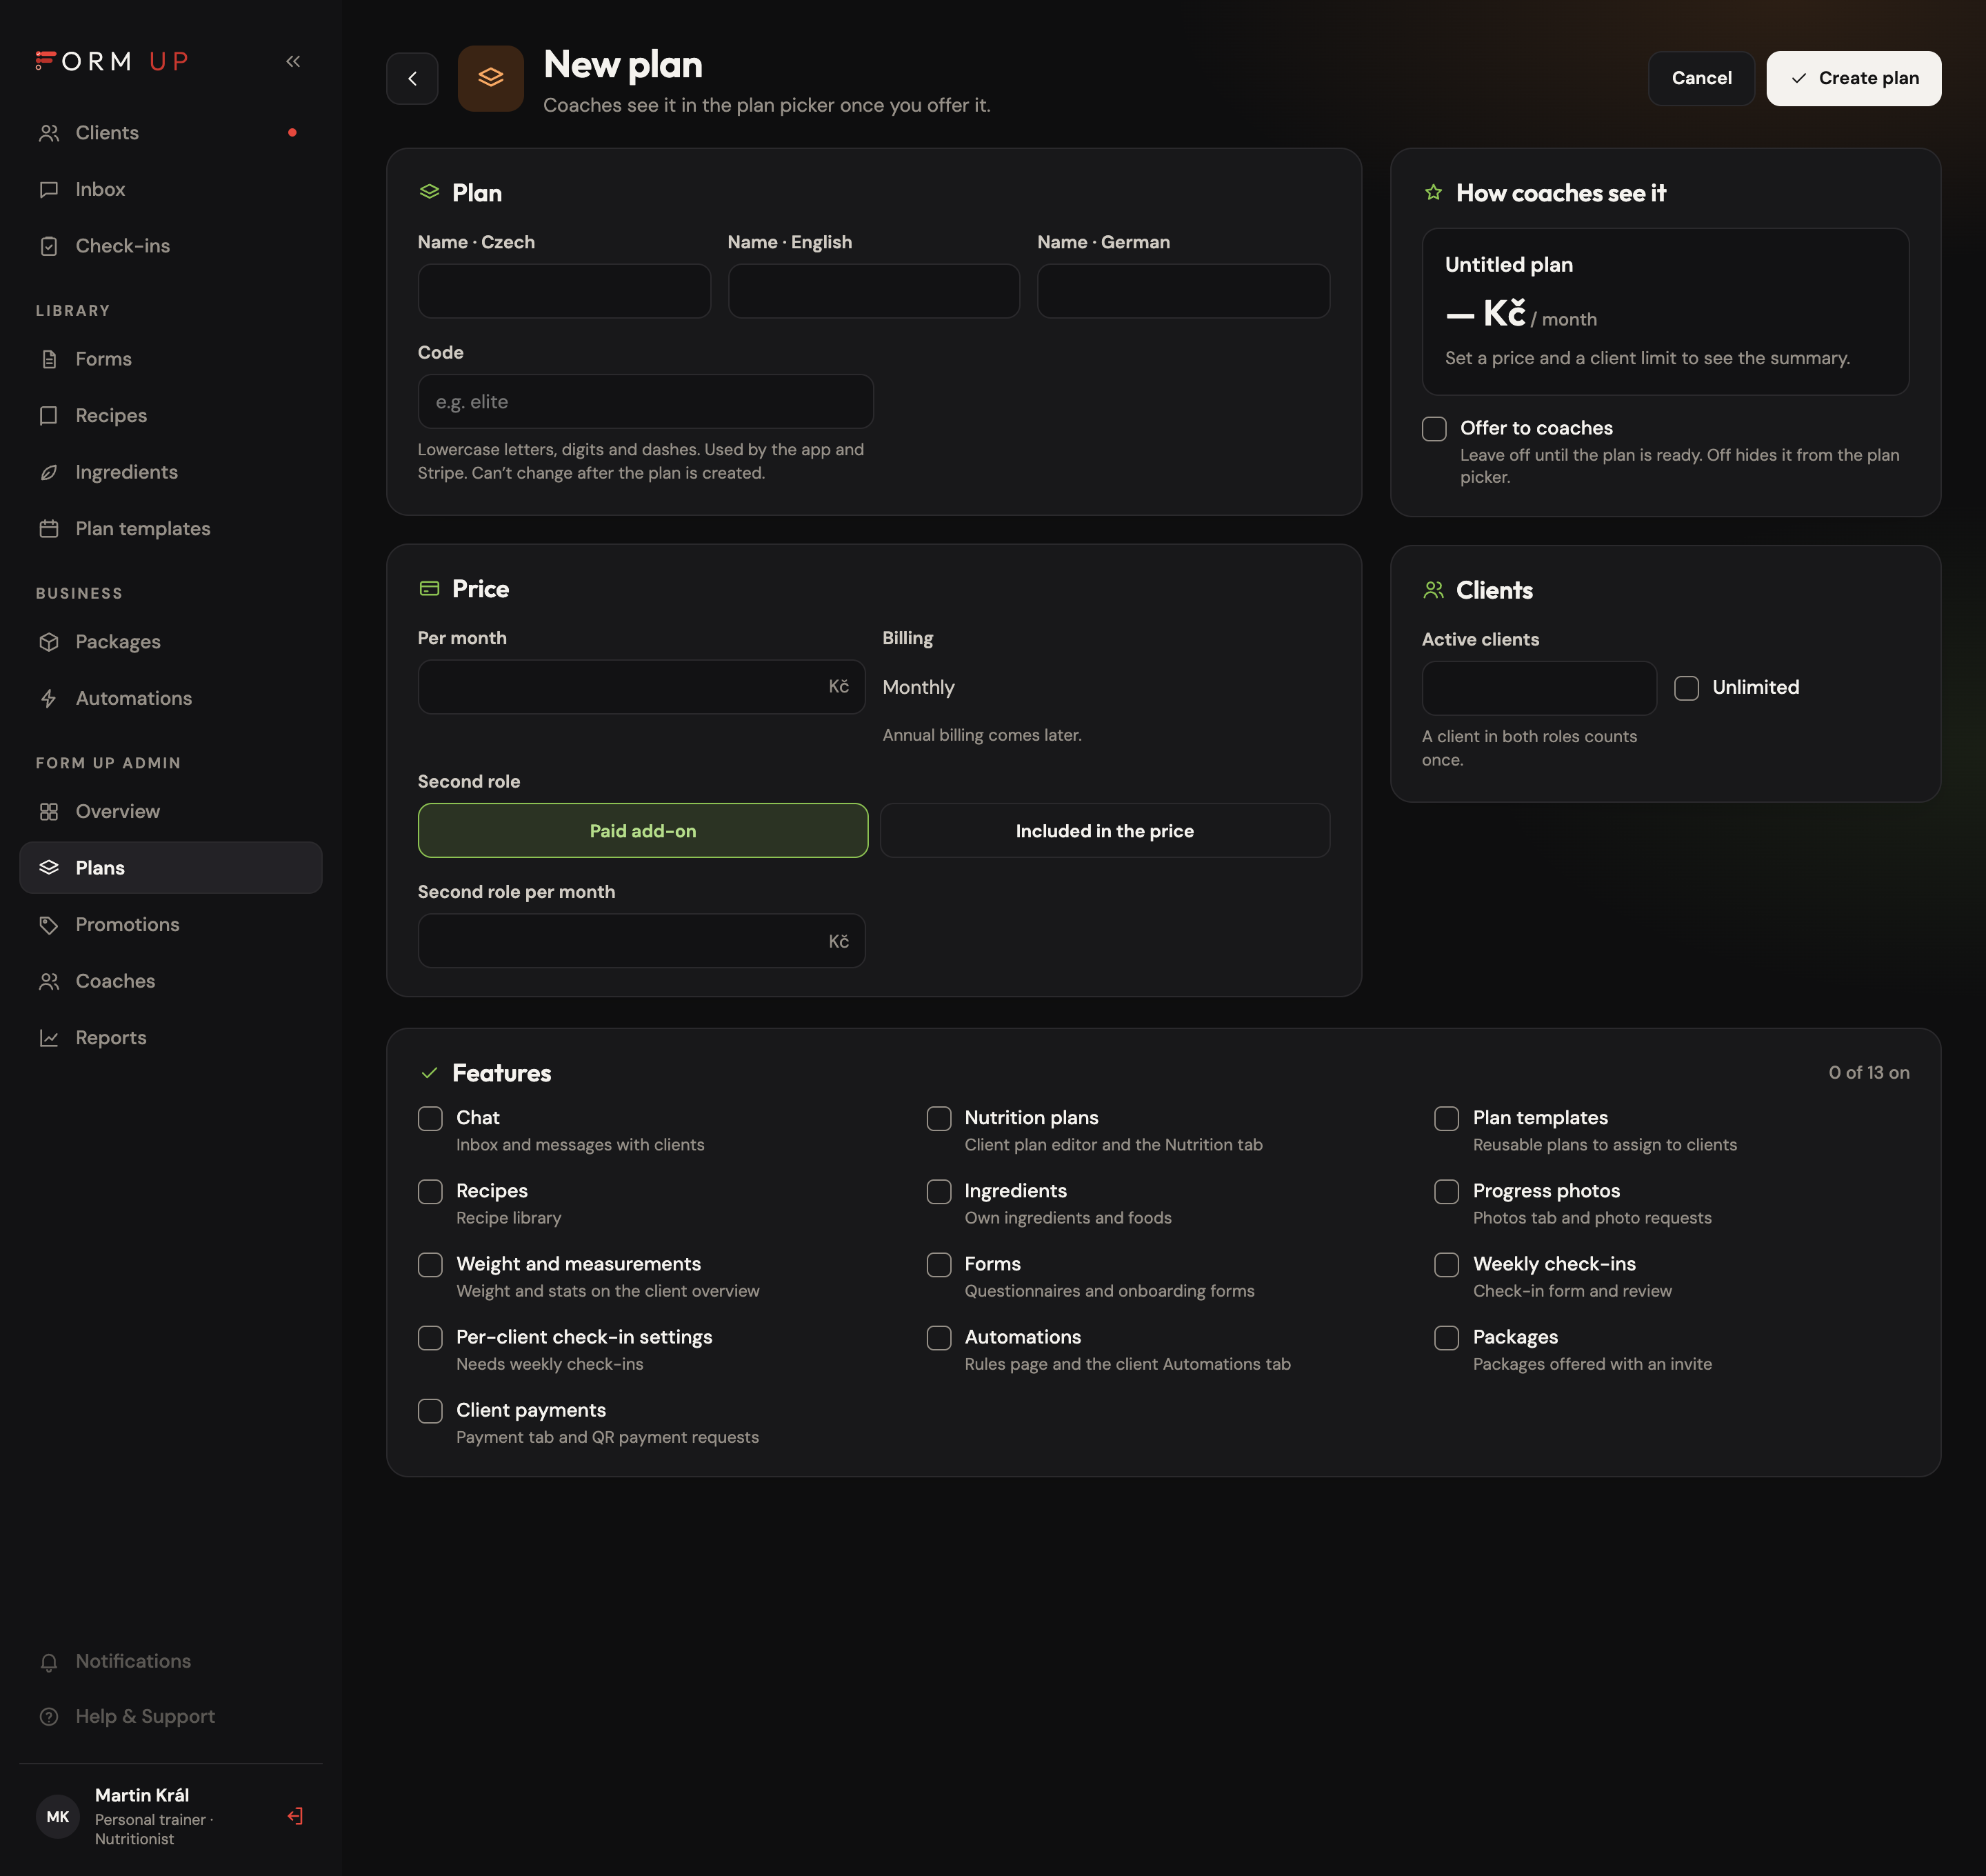 FORM UP
Clients
Inbox
Check-ins
LIBRARY
Forms
Recipes
Ingredients
Plan templates
BUSINESS
Packages
Automations
FORM UP ADMIN
Overview
Plans
Promotions
Coaches
Reports
Notifications
Help & Support
MK
Martin Král
Personal trainer ·
Nutritionist
New plan
Coaches see it in the plan picker once you offer it.
Cancel
Create plan
Plan
Name · Czech
Name · English
Name · German
Code
e.g. elite
Lowercase letters, digits and dashes. Used by the app and
Stripe. Can’t change after the plan is created.
How coaches see it
Untitled plan
— Kč / month
Set a price and a client limit to see the summary.
Offer to coaches
Leave off until the plan is ready. Off hides it from the plan
picker.
Price
Per month
Kč
Billing
Monthly
Annual billing comes later.
Second role
Paid add-on
Included in the price
Second role per month
Kč
Clients
Active clients
Unlimited
A client in both roles counts
once.
Features
0 of 13 on
Chat
Inbox and messages with clients
Nutrition plans
Client plan editor and the Nutrition tab
Plan templates
Reusable plans to assign to clients
Recipes
Recipe library
Ingredients
Own ingredients and foods
Progress photos
Photos tab and photo requests
Weight and measurements
Weight and stats on the client overview
Forms
Questionnaires and onboarding forms
Weekly check-ins
Check-in form and review
Per-client check-in settings
Needs weekly check-ins
Automations
Rules page and the client Automations tab
Packages
Packages offered with an invite
Client payments
Payment tab and QR payment requests